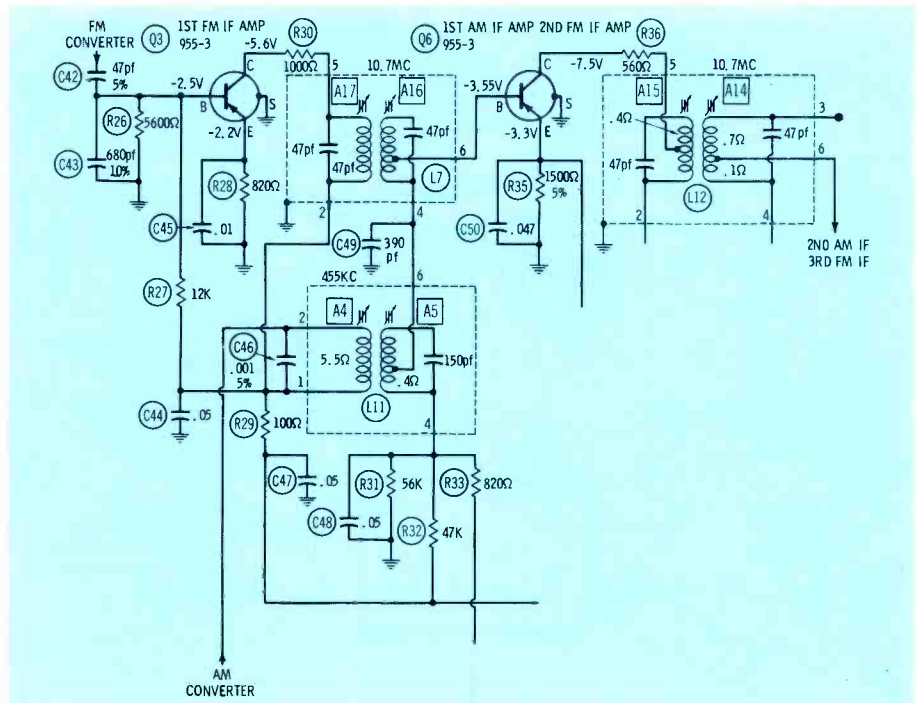 FM
CONVERTER
Q3
1ST FM IF AMP
955-3
R30
1000Ω
Q6
1ST AM IF AMP 2ND FM IF AMP
955-3
R36
560Ω
C42
47pf
5%
-5.6V
C
5
10.7MC
-2.5V
B
S
-2.2V
E
R26
5600Ω
C43
680pf
10%
R28
820Ω
C45
.01
A17
A16
47pf
47pf
47pf
6
L7
2
4
-3.55V
B
C
S
-7.5V
-3.3V
E
5
10.7MC
A15
A14
3
.4Ω
47pf
47pf
.7Ω
.1Ω
6
L12
2
4
R35
1500Ω
5%
C50
.047
2NO AM IF
3RD FM IF
C49
390
pf
6
R27
12K
455KC
2
A4
A5
C46
.001
5%
5.5Ω
.4Ω
150pf
1
L11
4
C44
.05
R29
100Ω
C47
.05
R31
56K
R33
820Ω
C48
.05
R32
47K
AM
CONVERTER